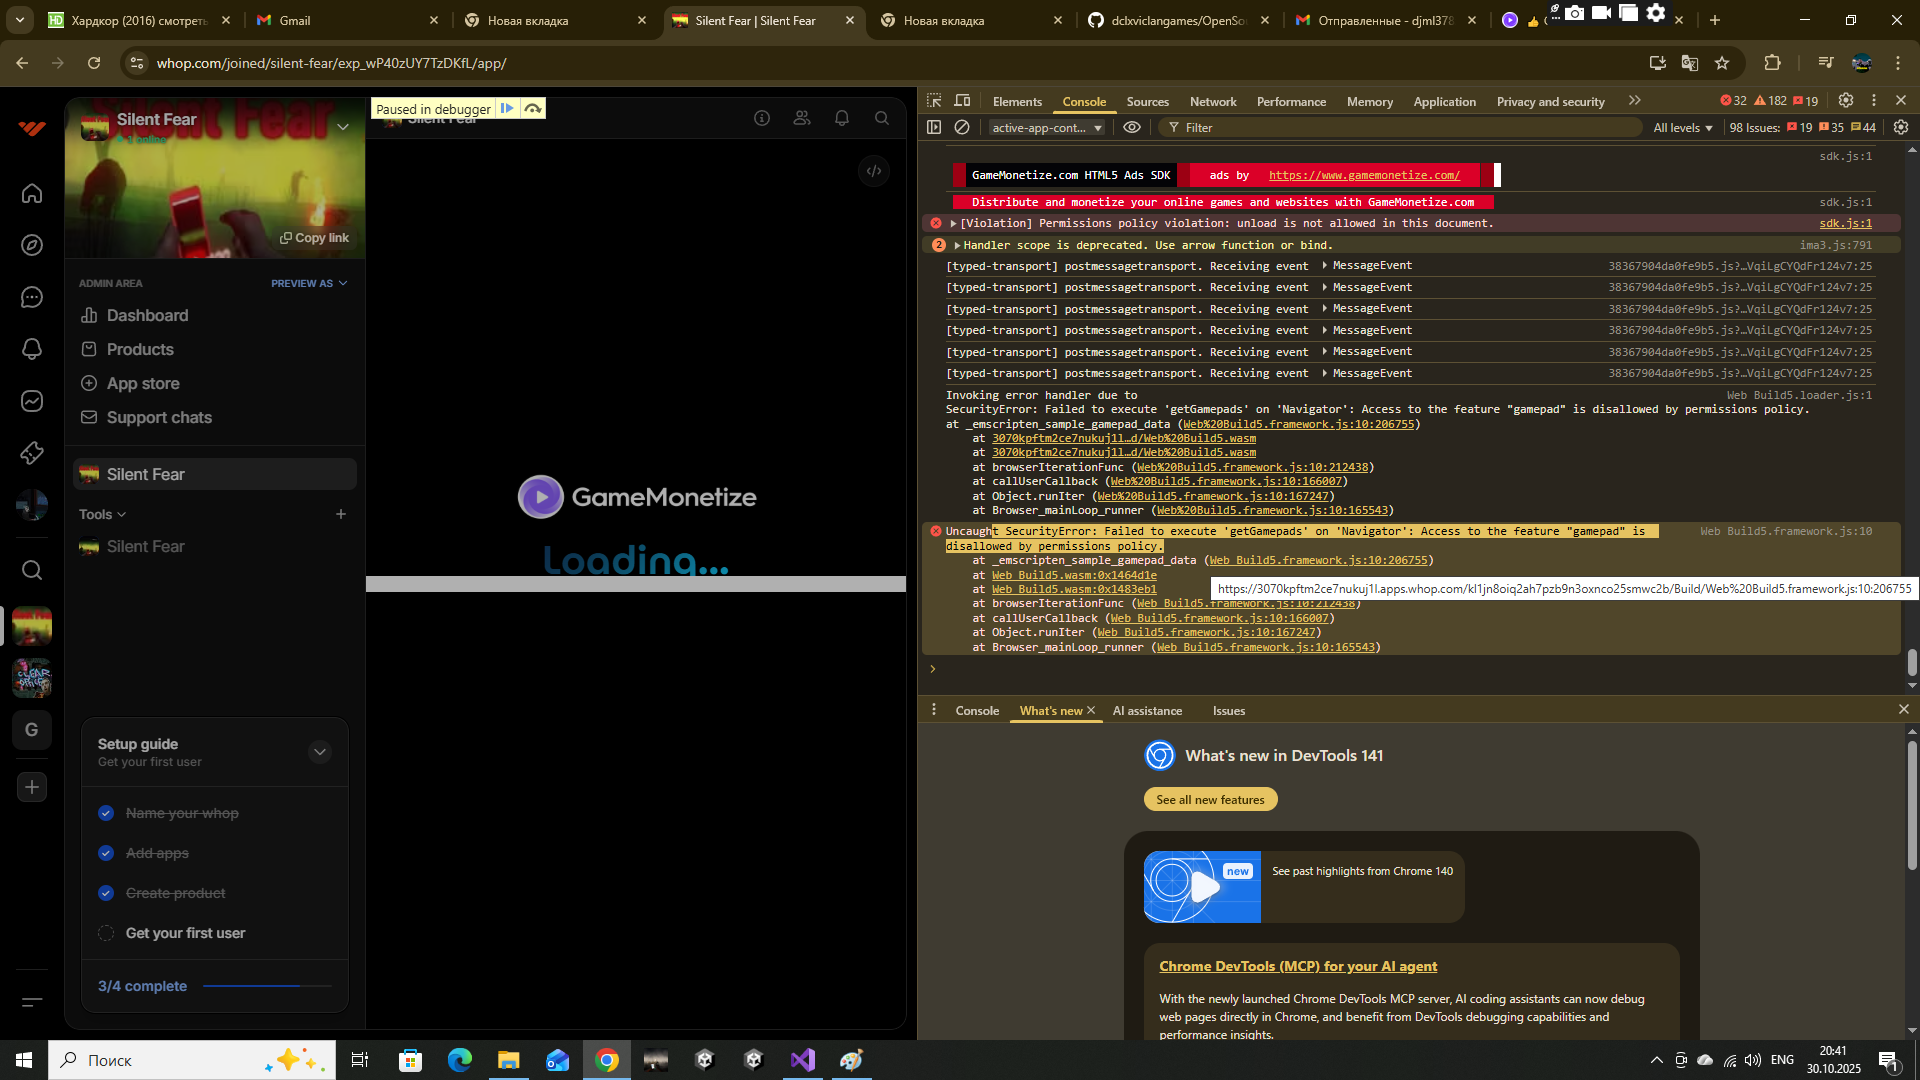 Хардкор (2016) смотреть
Gmail
Новая вкладка
Silent Fear | Silent Fear
Новая вкладка
dclxviclangames/OpenSo
Отправленные - djml378
whop.com/joined/silent-fear/exp_wP40zUY7TzDKfL/app/
Paused in debugger
Silent Fear
1 online
Copy link
ADMIN AREA
PREVIEW AS
Dashboard
Products
App store
Support chats
Silent Fear
Tools
Silent Fear
G
Setup guide
Get your first user
Name your whop
Add apps
Create product
Get your first user
3/4 complete
Silent Fear
GameMonetize
Loading...
Elements
Console
Sources
Network
Performance
Memory
Application
Privacy and security
32
182
19
active-app-cont...
Filter
All levels
98 Issues:
19
35
44
sdk.js:1
GameMonetize.com HTML5 Ads SDK ads by https://www.gamemonetize.com/
Distribute and monetize your online games and websites with GameMonetize.com sdk.js:1
[Violation] Permissions policy violation: unload is not allowed in this document. sdk.js:1
2 Handler scope is deprecated. Use arrow function or bind. ima3.js:791
[typed-transport] postmessagetransport. Receiving event MessageEvent 38367904da0fe9b5.js?…VqiLgCYQdFr124v7:25
[typed-transport] postmessagetransport. Receiving event MessageEvent 38367904da0fe9b5.js?…VqiLgCYQdFr124v7:25
[typed-transport] postmessagetransport. Receiving event MessageEvent 38367904da0fe9b5.js?…VqiLgCYQdFr124v7:25
[typed-transport] postmessagetransport. Receiving event MessageEvent 38367904da0fe9b5.js?…VqiLgCYQdFr124v7:25
[typed-transport] postmessagetransport. Receiving event MessageEvent 38367904da0fe9b5.js?…VqiLgCYQdFr124v7:25
[typed-transport] postmessagetransport. Receiving event MessageEvent 38367904da0fe9b5.js?…VqiLgCYQdFr124v7:25
Invoking error handler due to Web Build5.loader.js:1
SecurityError: Failed to execute 'getGamepads' on 'Navigator': Access to the feature "gamepad" is disallowed by permissions policy.
at _emscripten_sample_gamepad_data (Web%20Build5.framework.js:10:206755)
at 3070kpftm2ce7nukuj1l…d/Web%20Build5.wasm
at 3070kpftm2ce7nukuj1l…d/Web%20Build5.wasm
at browserIterationFunc (Web%20Build5.framework.js:10:212438)
at callUserCallback (Web%20Build5.framework.js:10:166007)
at Object.runIter (Web%20Build5.framework.js:10:167247)
at Browser_mainLoop_runner (Web%20Build5.framework.js:10:165543)
Uncaught SecurityError: Failed to execute 'getGamepads' on 'Navigator': Access to the feature "gamepad" is Web Build5.framework.js:10
disallowed by permissions policy.
at _emscripten_sample_gamepad_data (Web Build5.framework.js:10:206755)
at Web Build5.wasm:0x1464d1e
at Web Build5.wasm:0x1483eb1
https://3070kpftm2ce7nukuj1l.apps.whop.com/kl1jn8oiq2ah7pzb9n3oxnco25smwc2b/Build/Web%20Build5.framework.js:10:206755
at browserIterationFunc (Web Build5.framework.js:10:212438)
at callUserCallback (Web Build5.framework.js:10:166007)
at Object.runIter (Web Build5.framework.js:10:167247)
at Browser_mainLoop_runner (Web Build5.framework.js:10:165543)
Console
What's new
AI assistance
Issues
What's new in DevTools 141
See all new features
new
See past highlights from Chrome 140
Chrome DevTools (MCP) for your AI agent
With the newly launched Chrome DevTools MCP server, AI coding assistants can now debug
web pages directly in Chrome, and benefit from DevTools debugging capabilities and
performance insights.
Поиск
ENG
20:41
30.10.2025
1